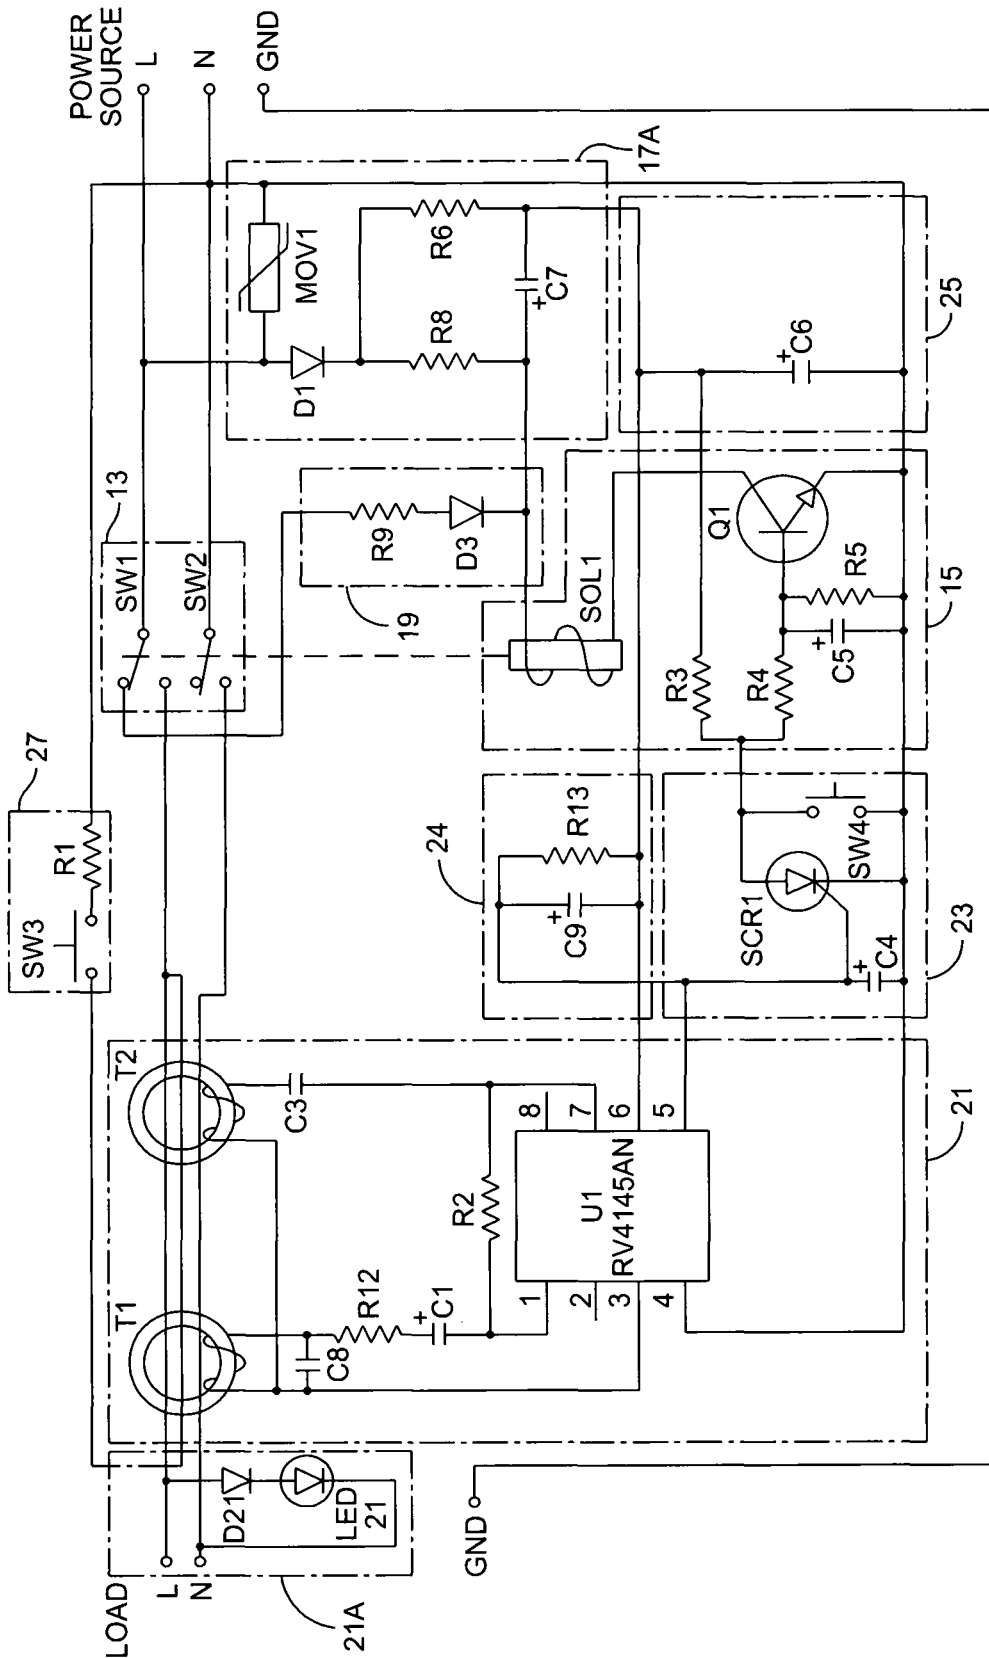 POWER
SOURCE
L
N
GND
27
R1
SW3
13
SW1
SW2
MOV1
17A
D1
R8
R6
C7
+
R9
D3
19
SOL1
R3
R4
Q1
R5
C5
+
15
C6
+
25
24
R13
C9
+
SCR1
SW4
C4
+
23
T2
C3
T1
C8
R12
C1
+
R2
U1
RV4145AN
1
2
3
4
8
7
6
5
21
LOAD
L
N
D21
LED
21
21A
GND